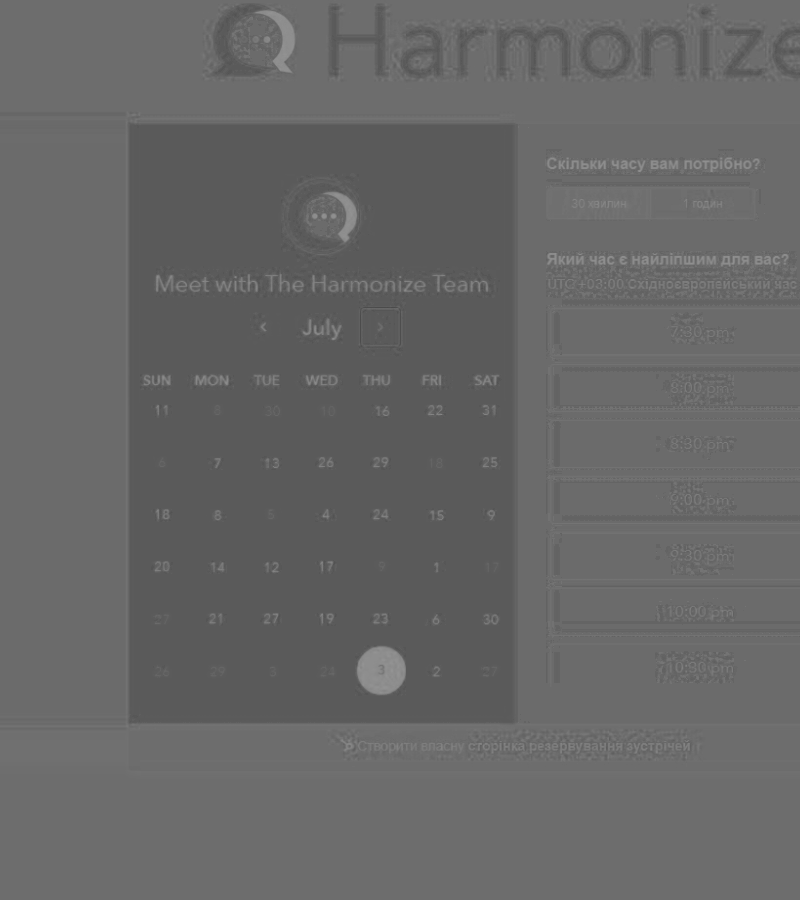 Harmonize
Скільки часу вам потрібно?
30 хвилин 1 годин
Який час є найліпшим для вас?
UTC +03:00 Східноєвропейський час
Meet with The Harmonize Team
‹ July ›
SUN MON TUE WED THU FRI SAT
11 8 30 10 16 22 31
7 13 26 29 18 25
18 8 5 4 24 15 9
20 14 12 17 9 1
27 21 27 19 23 6 30
26 29 3 24 3 2 27
7:30 pm
8:00 pm
8:30 pm
9:00 pm
9:30 pm
10:00 pm
10:30 pm
Створити власну сторінка резервування зустрічей